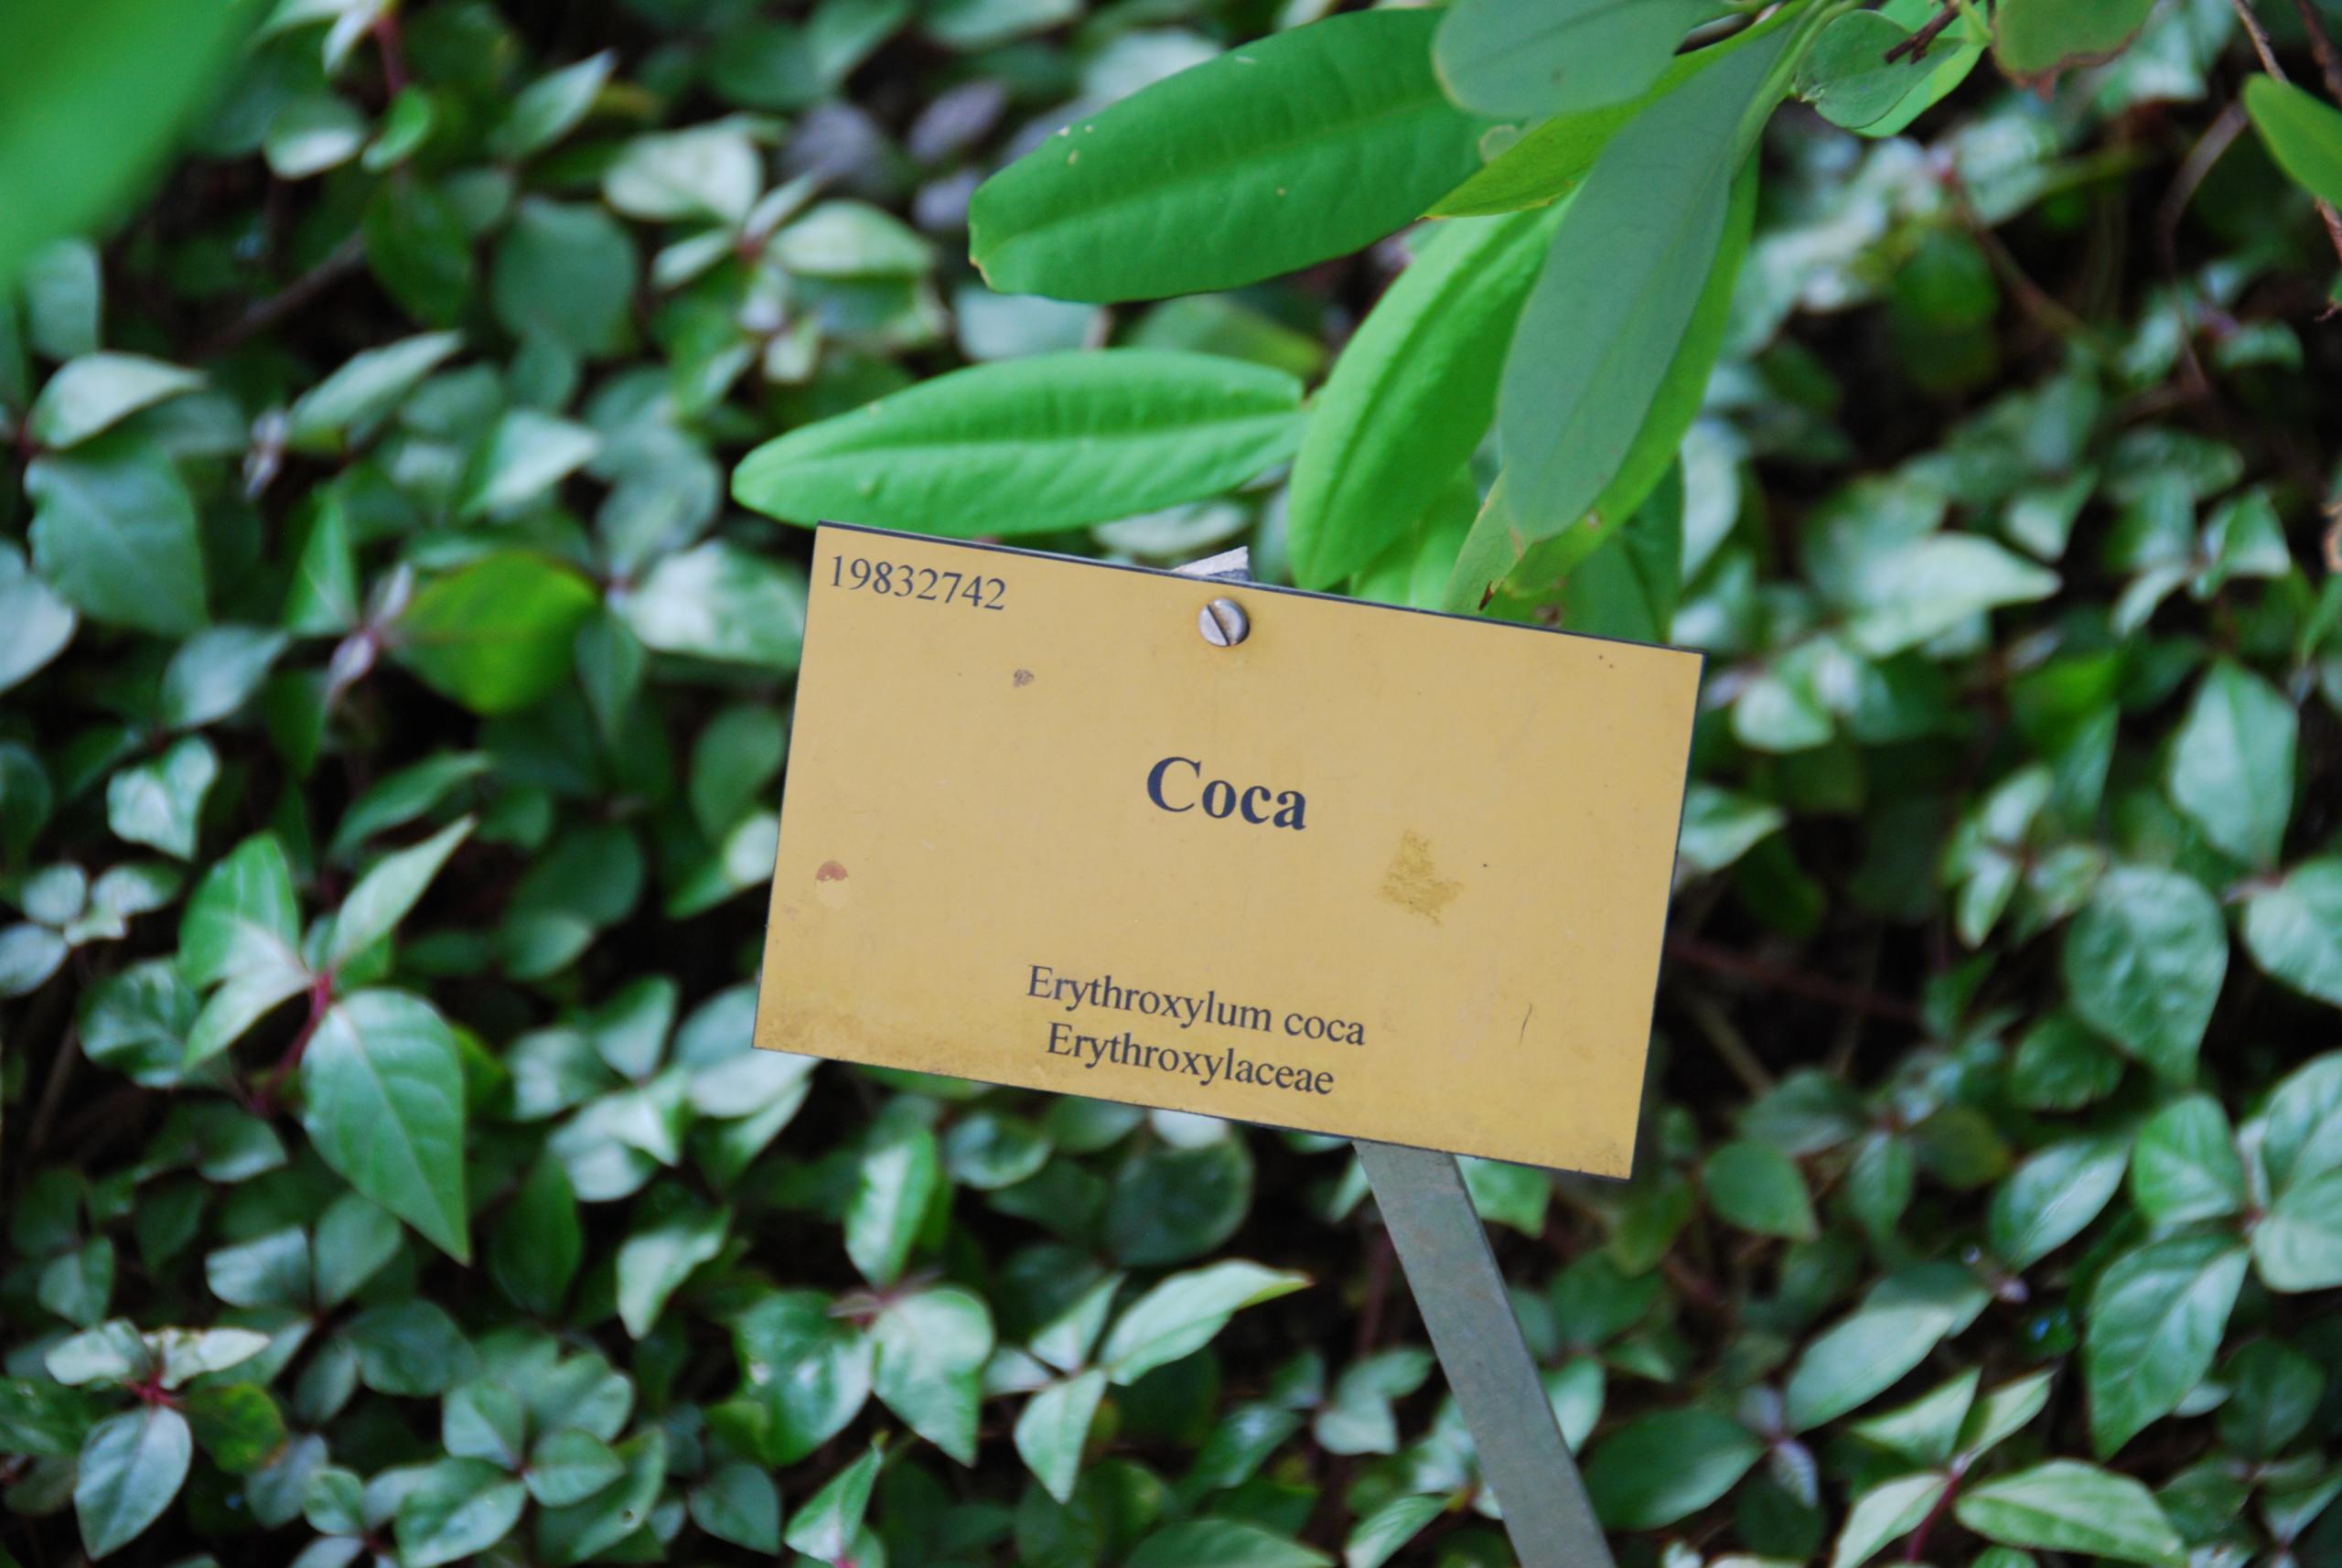 19832742
Coca
Erythroxylum coca
Erythroxylaceae